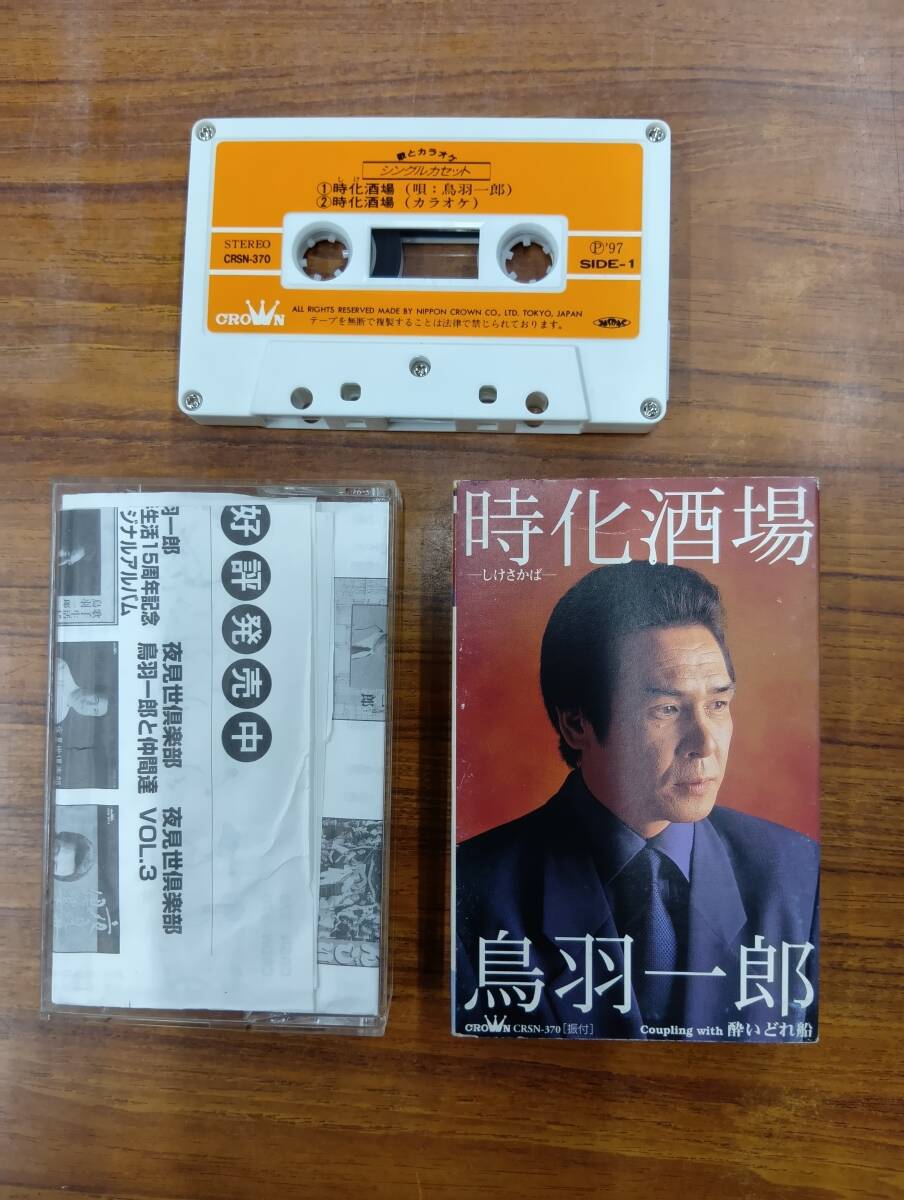 歌とカラオケ
シングルカセット
しけ
①時化酒場(唄:鳥羽一郎)
②時化酒場(カラオケ)
STEREO
CRSN-370
Ⓟ'97
SIDE-1
CROWN
ALL RIGHTS RESERVED MADE BY NIPPON CROWN CO., LTD. TOKYO, JAPAN
テープを無断で複製することは法律で禁じられております。
好評発売中
羽一郎
生活15周年記念
ジナルアルバム
夜見世倶楽部
鳥羽一郎と仲間達
夜見世倶楽部
VOL.3
時化酒場
―しけさかば―
鳥羽一郎
CROWN CRSN-370[振付]
Coupling with 酔いどれ船